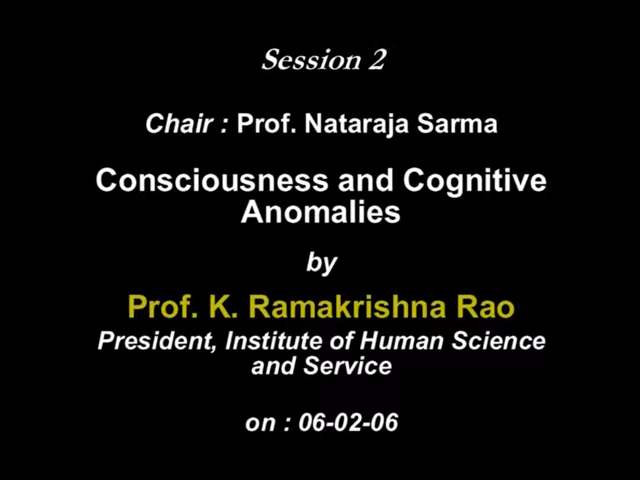 Session 2
Chair : Prof. Nataraja Sarma
Consciousness and Cognitive
Anomalies
by
Prof. K. Ramakrishna Rao
President, Institute of Human Science
and Service
on : 06-02-06